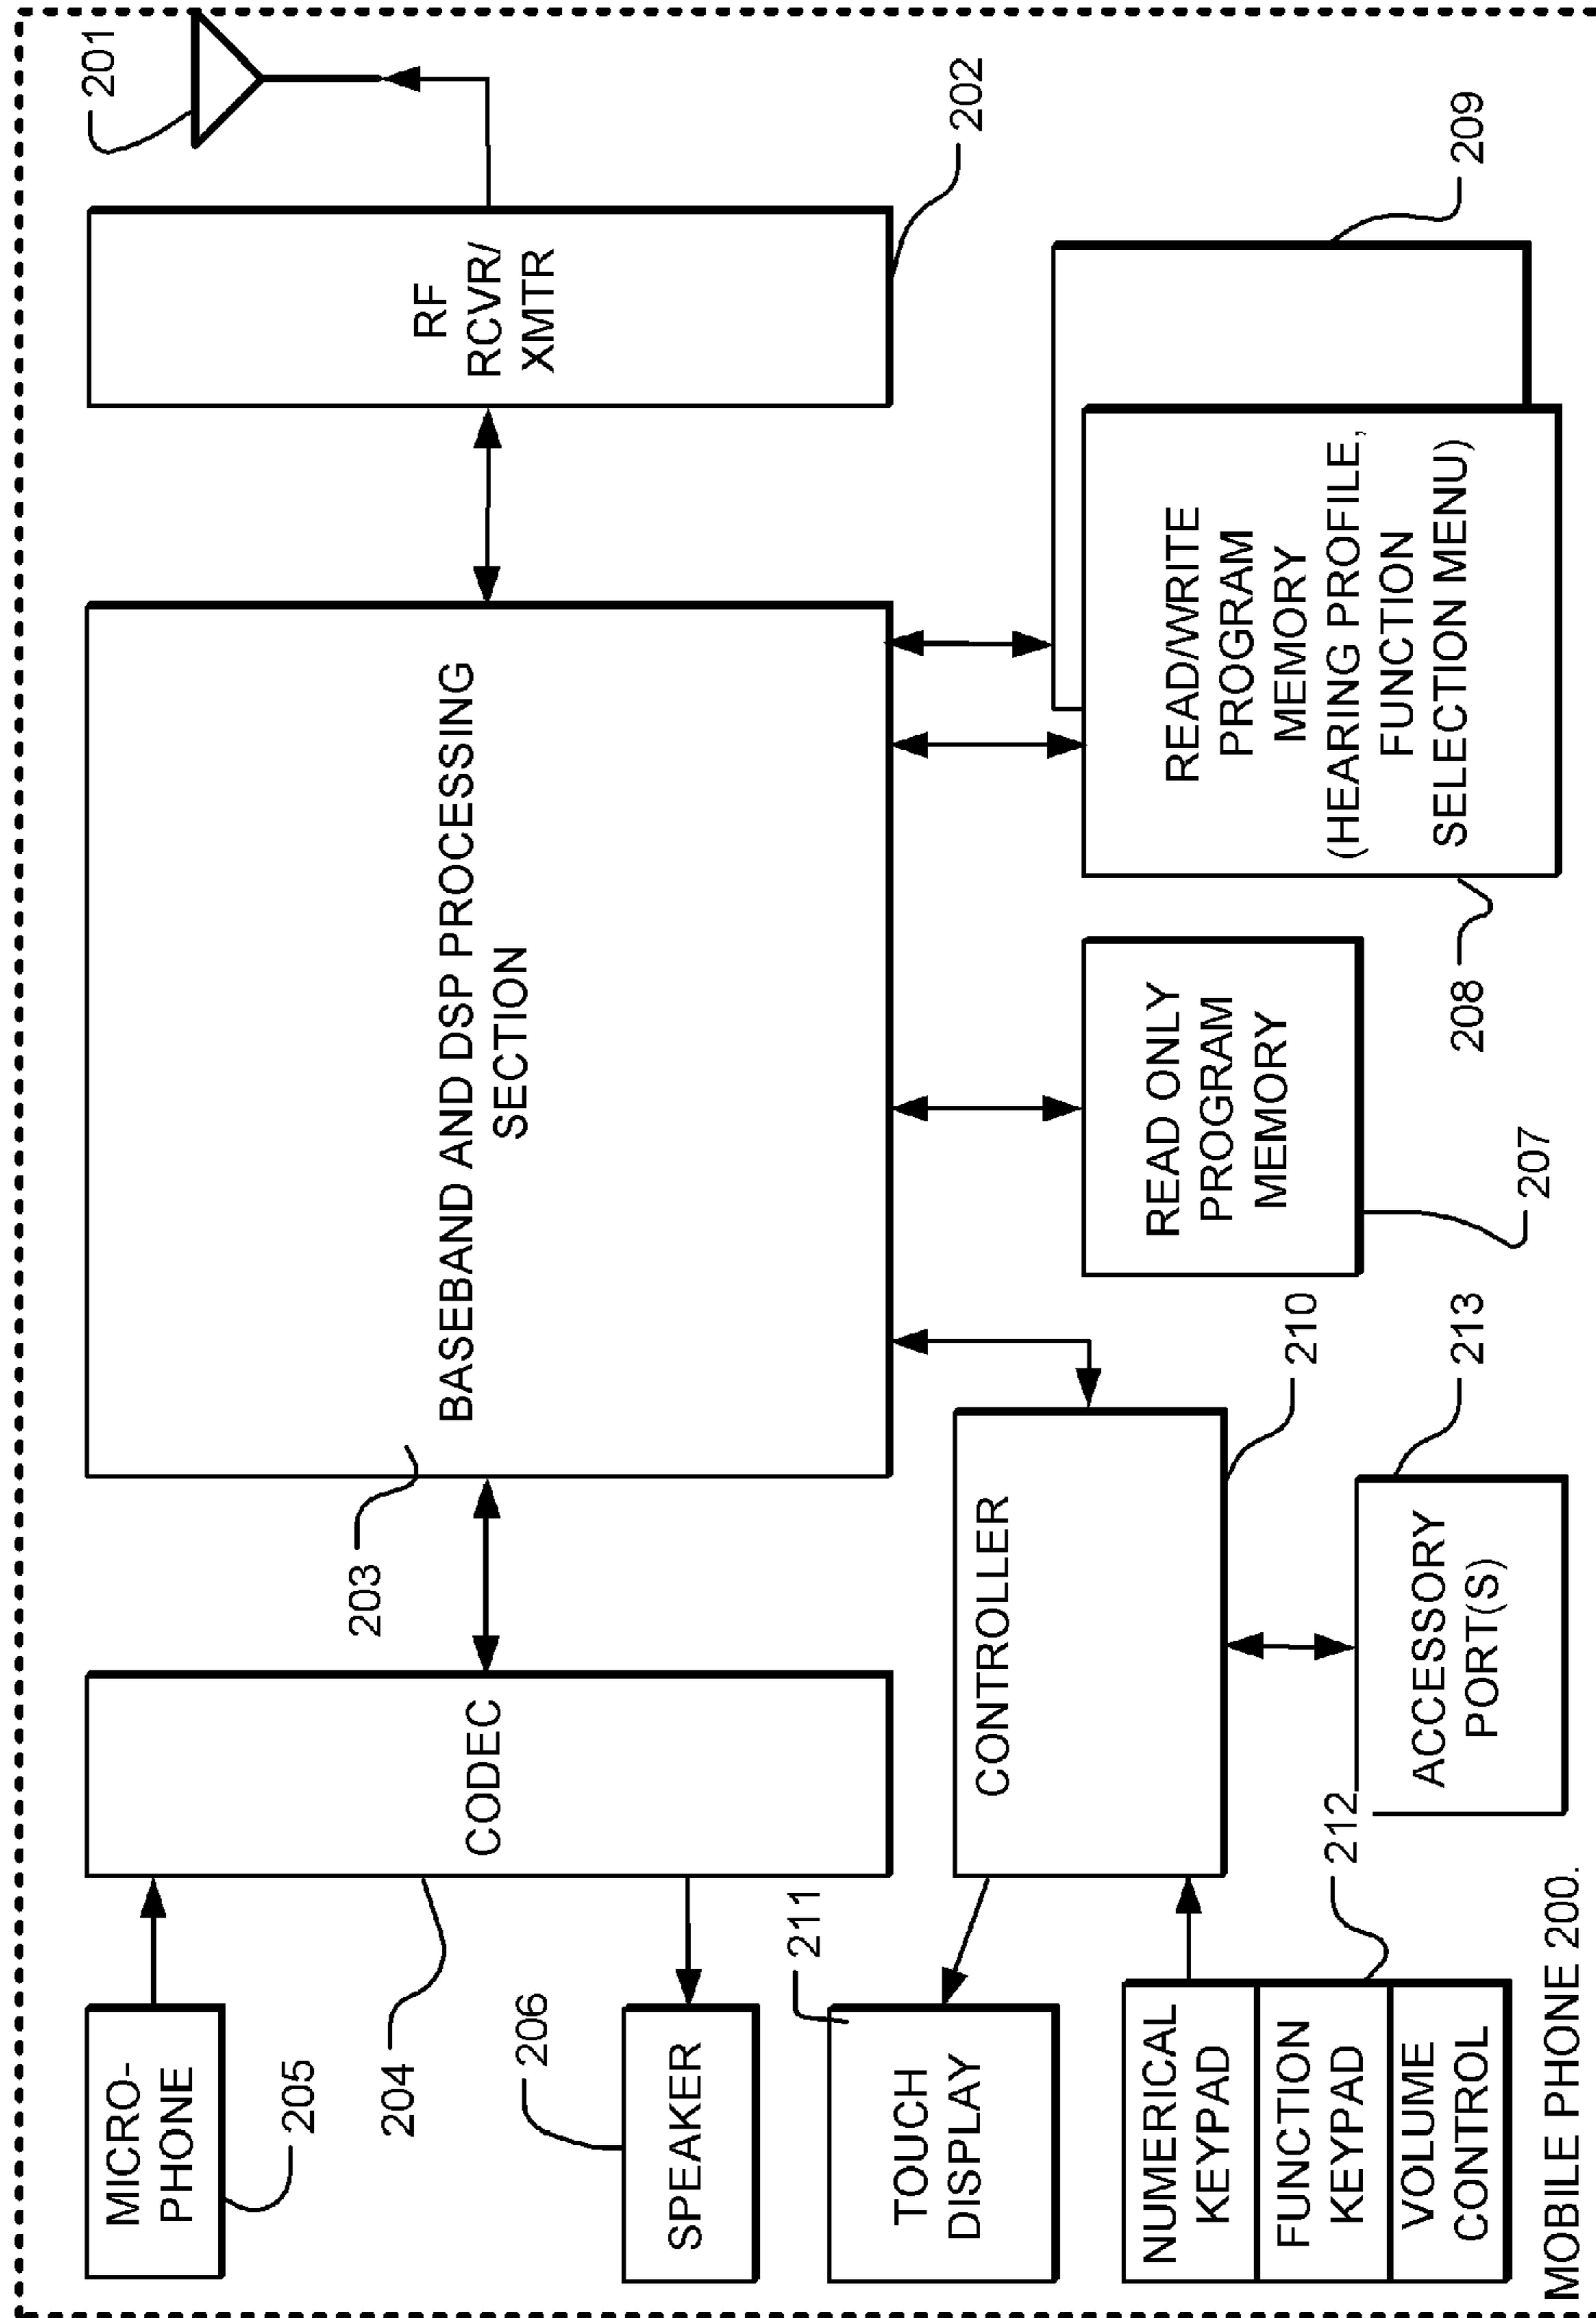 MICRO-
PHONE
205
204
SPEAKER
206
TOUCH
DISPLAY
211
NUMERICAL
KEYPAD
FUNCTION
KEYPAD
VOLUME
CONTROL
212
MOBILE PHONE 200.
CODEC
CONTROLLER
210
ACCESSORY
PORT(S)
213
203
BASEBAND AND DSP PROCESSING
SECTION
READ ONLY
PROGRAM
MEMORY
207
208
READ/WRITE
PROGRAM
MEMORY
(HEARING PROFILE,
FUNCTION
SELECTION MENU)
209
RF
RCVR/
XMTR
202
201